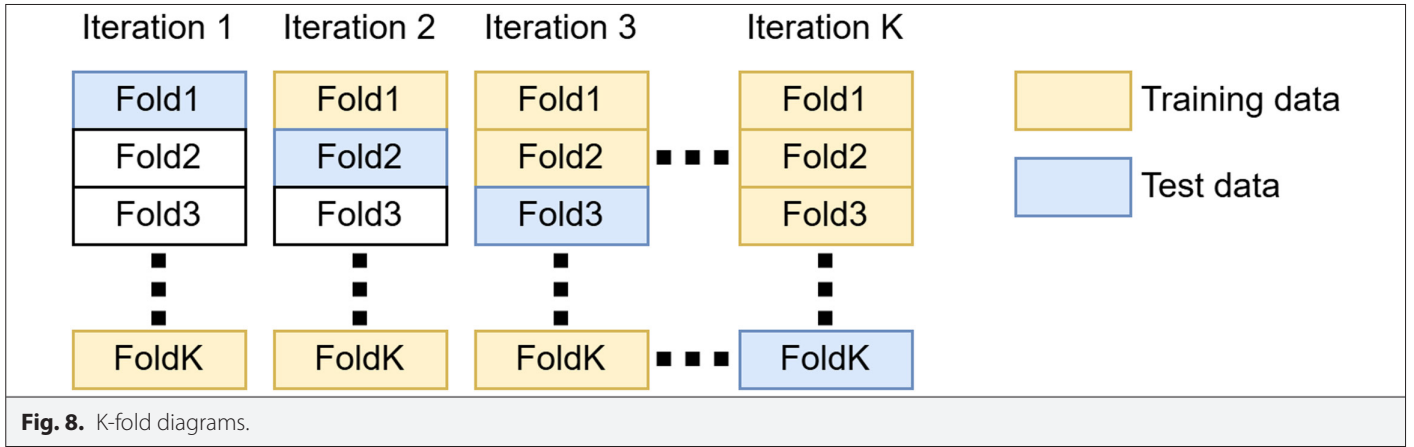 Iteration 1 Iteration 2 Iteration 3 Iteration K
Fold1 Fold1 Fold1 Fold1 Training data
Fold2 Fold2 Fold2 Fold2
Test data
Fold3 Fold3 Fold3 Fold3
FoldK FoldK FoldK FoldK
Fig. 8. K-fold diagrams.